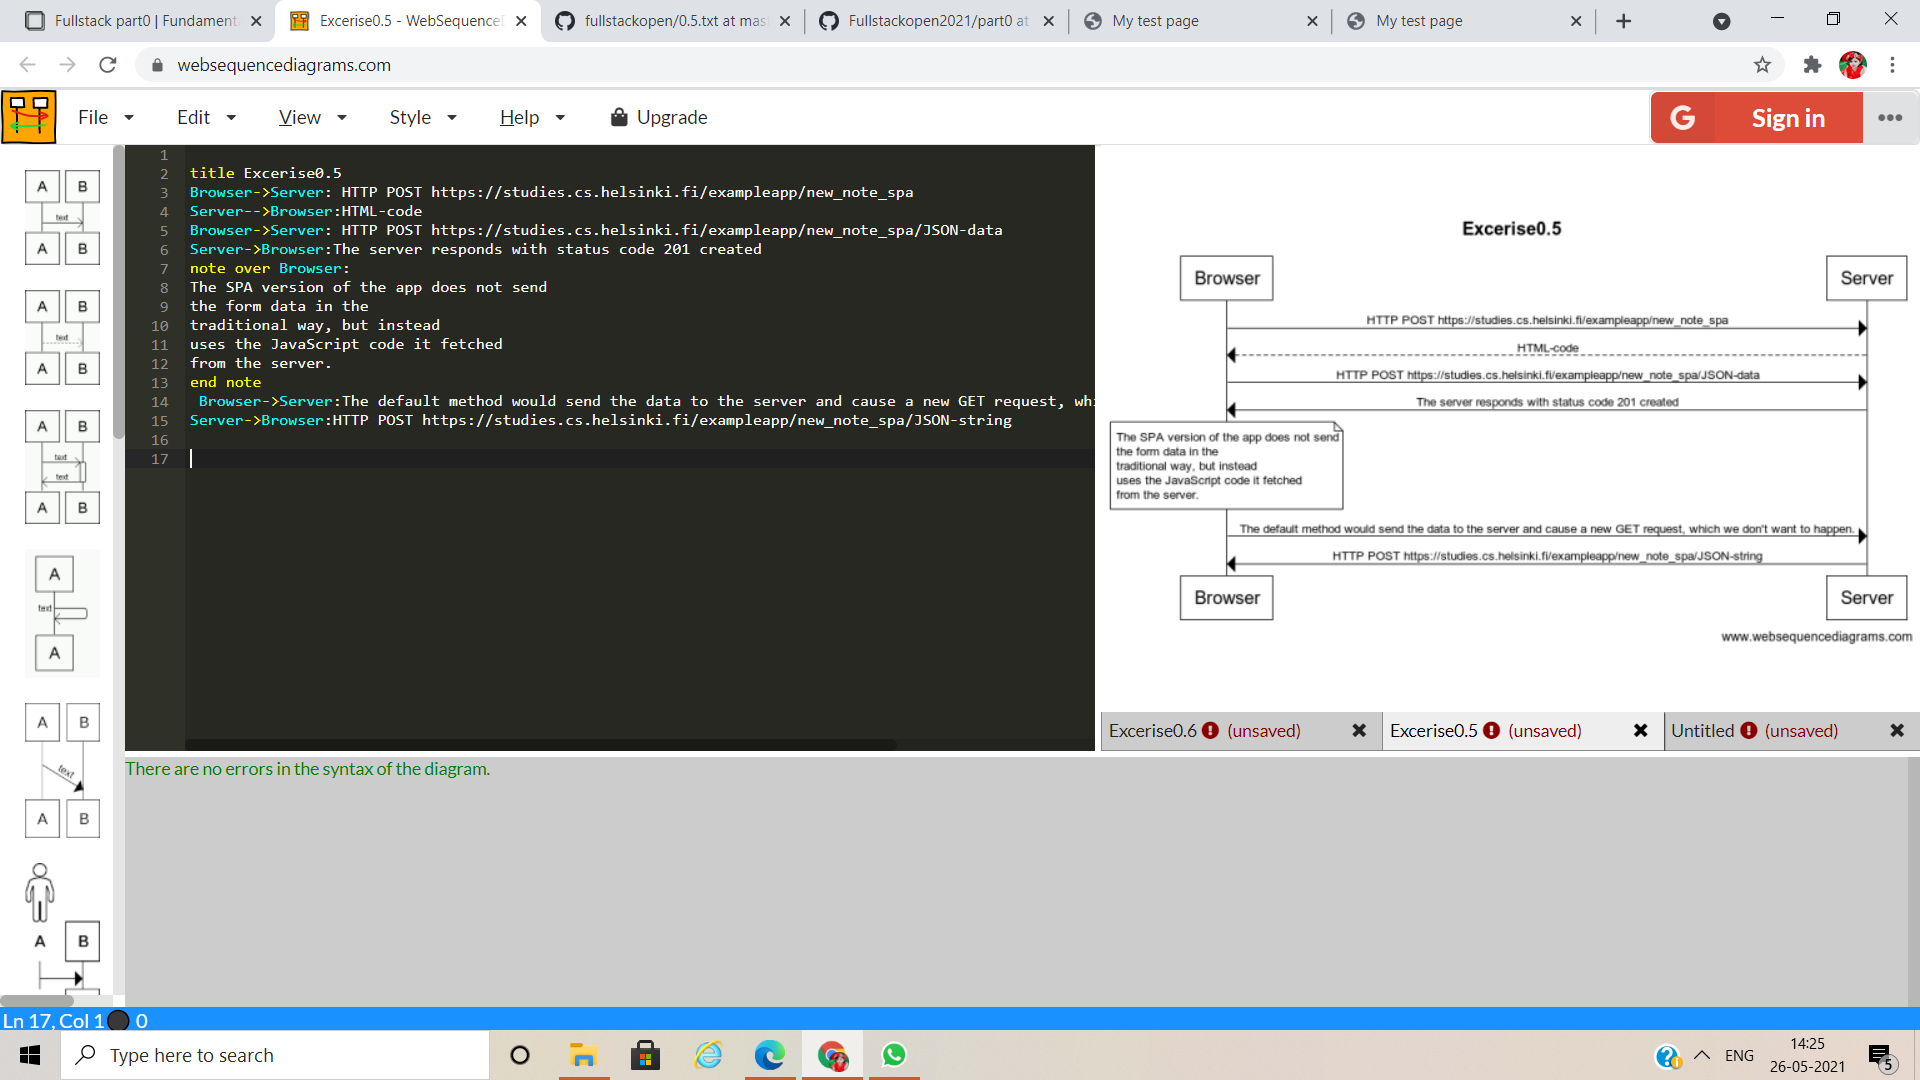 Fullstack part0 | Fundament
Excerise0.5 - WebSequenceD
fullstackopen/0.5.txt at mas
Fullstackopen2021/part0 at
My test page
My test page
websequencediagrams.com
File
Edit
View
Style
Help
Upgrade
G
Sign in
1
2 title Excerise0.5
3 Browser->Server: HTTP POST https://studies.cs.helsinki.fi/exampleapp/new_note_spa
4 Server-->Browser:HTML-code
5 Browser->Server: HTTP POST https://studies.cs.helsinki.fi/exampleapp/new_note_spa/JSON-data
6 Server->Browser:The server responds with status code 201 created
7 note over Browser:
8 The SPA version of the app does not send
9 the form data in the
10 traditional way, but instead
11 uses the JavaScript code it fetched
12 from the server.
13 end note
14 Browser->Server:The default method would send the data to the server and cause a new GET request, whi
15 Server->Browser:HTTP POST https://studies.cs.helsinki.fi/exampleapp/new_note_spa/JSON-string
16
17
A B
text
A B
A B
text
A B
A B
text
text
A B
A
text
A
A B
text
A B
A B
Excerise0.5
Browser
Server
HTTP POST https://studies.cs.helsinki.fi/exampleapp/new_note_spa
HTML-code
HTTP POST https://studies.cs.helsinki.fi/exampleapp/new_note_spa/JSON-data
The server responds with status code 201 created
The SPA version of the app does not send
the form data in the
traditional way, but instead
uses the JavaScript code it fetched
from the server.
The default method would send the data to the server and cause a new GET request, which we don't want to happen.
HTTP POST https://studies.cs.helsinki.fi/exampleapp/new_note_spa/JSON-string
Browser
Server
www.websequencediagrams.com
Excerise0.6 (unsaved)
Excerise0.5 (unsaved)
Untitled (unsaved)
There are no errors in the syntax of the diagram.
Ln 17, Col 1 0
Type here to search
ENG
14:25
26-05-2021
5